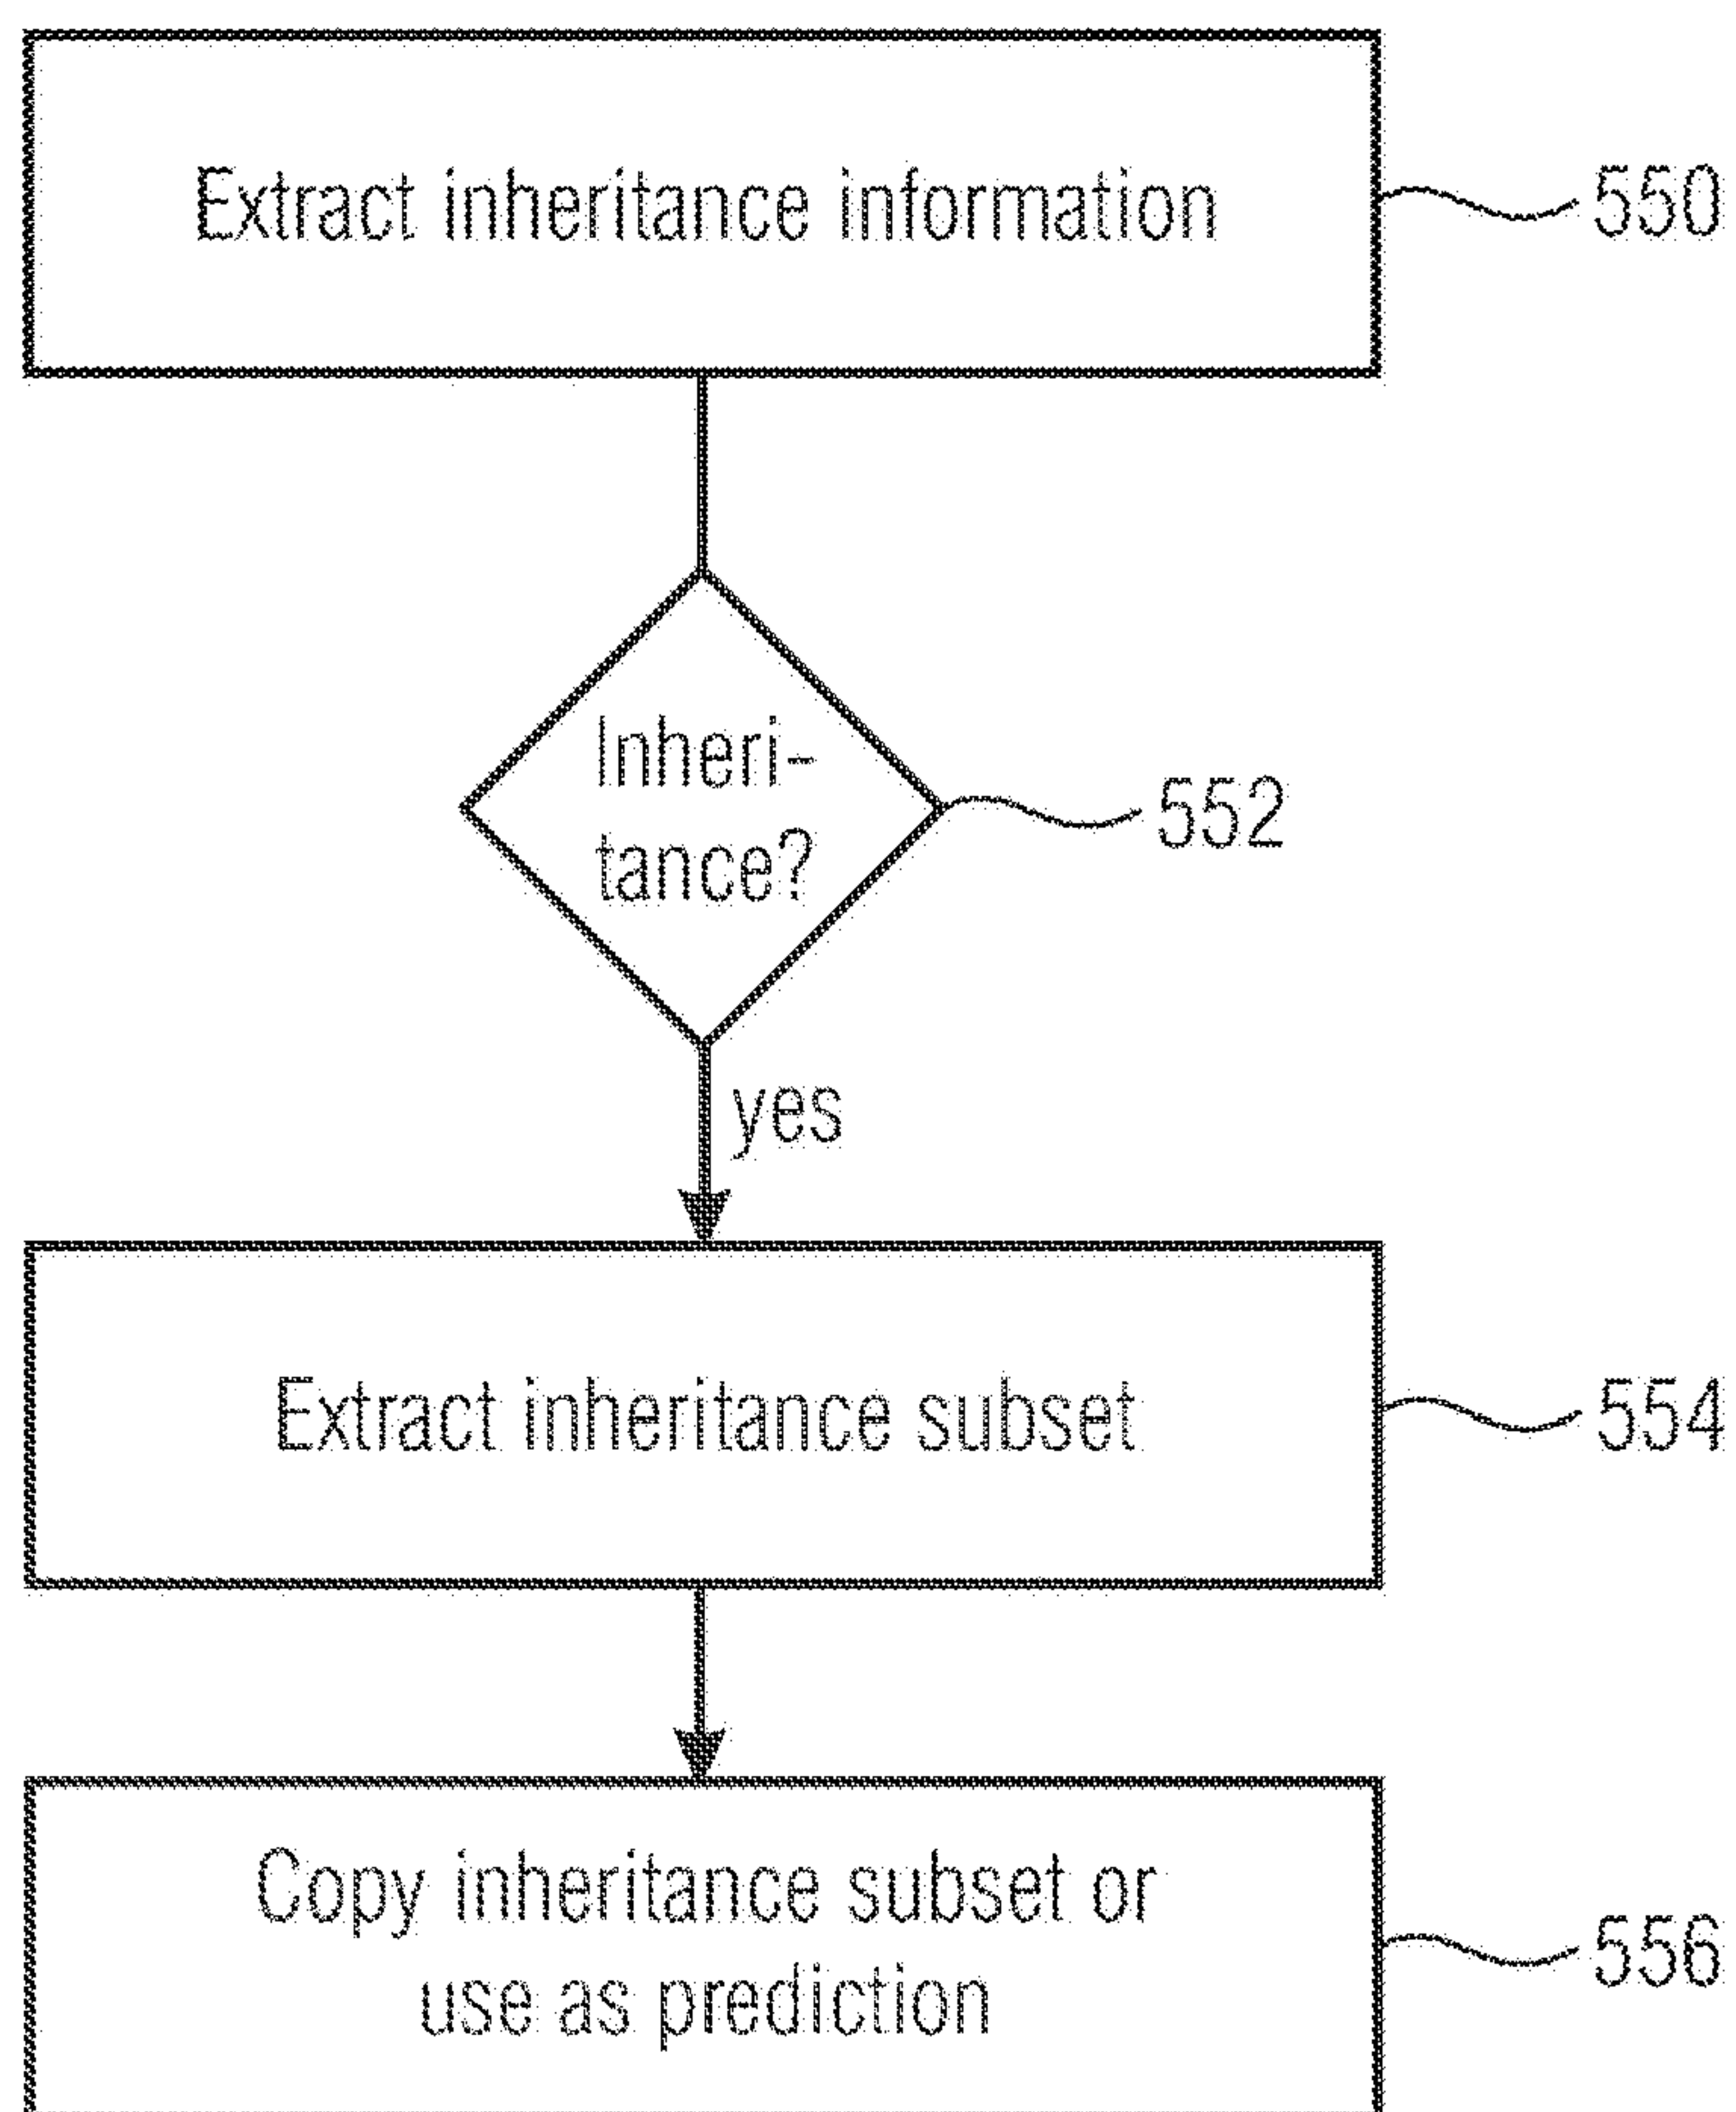 Extract inheritance information
550
Inheri-
tance?
552
yes
Extract inheritance subset
554
Copy inheritance subset or
use as prediction
556